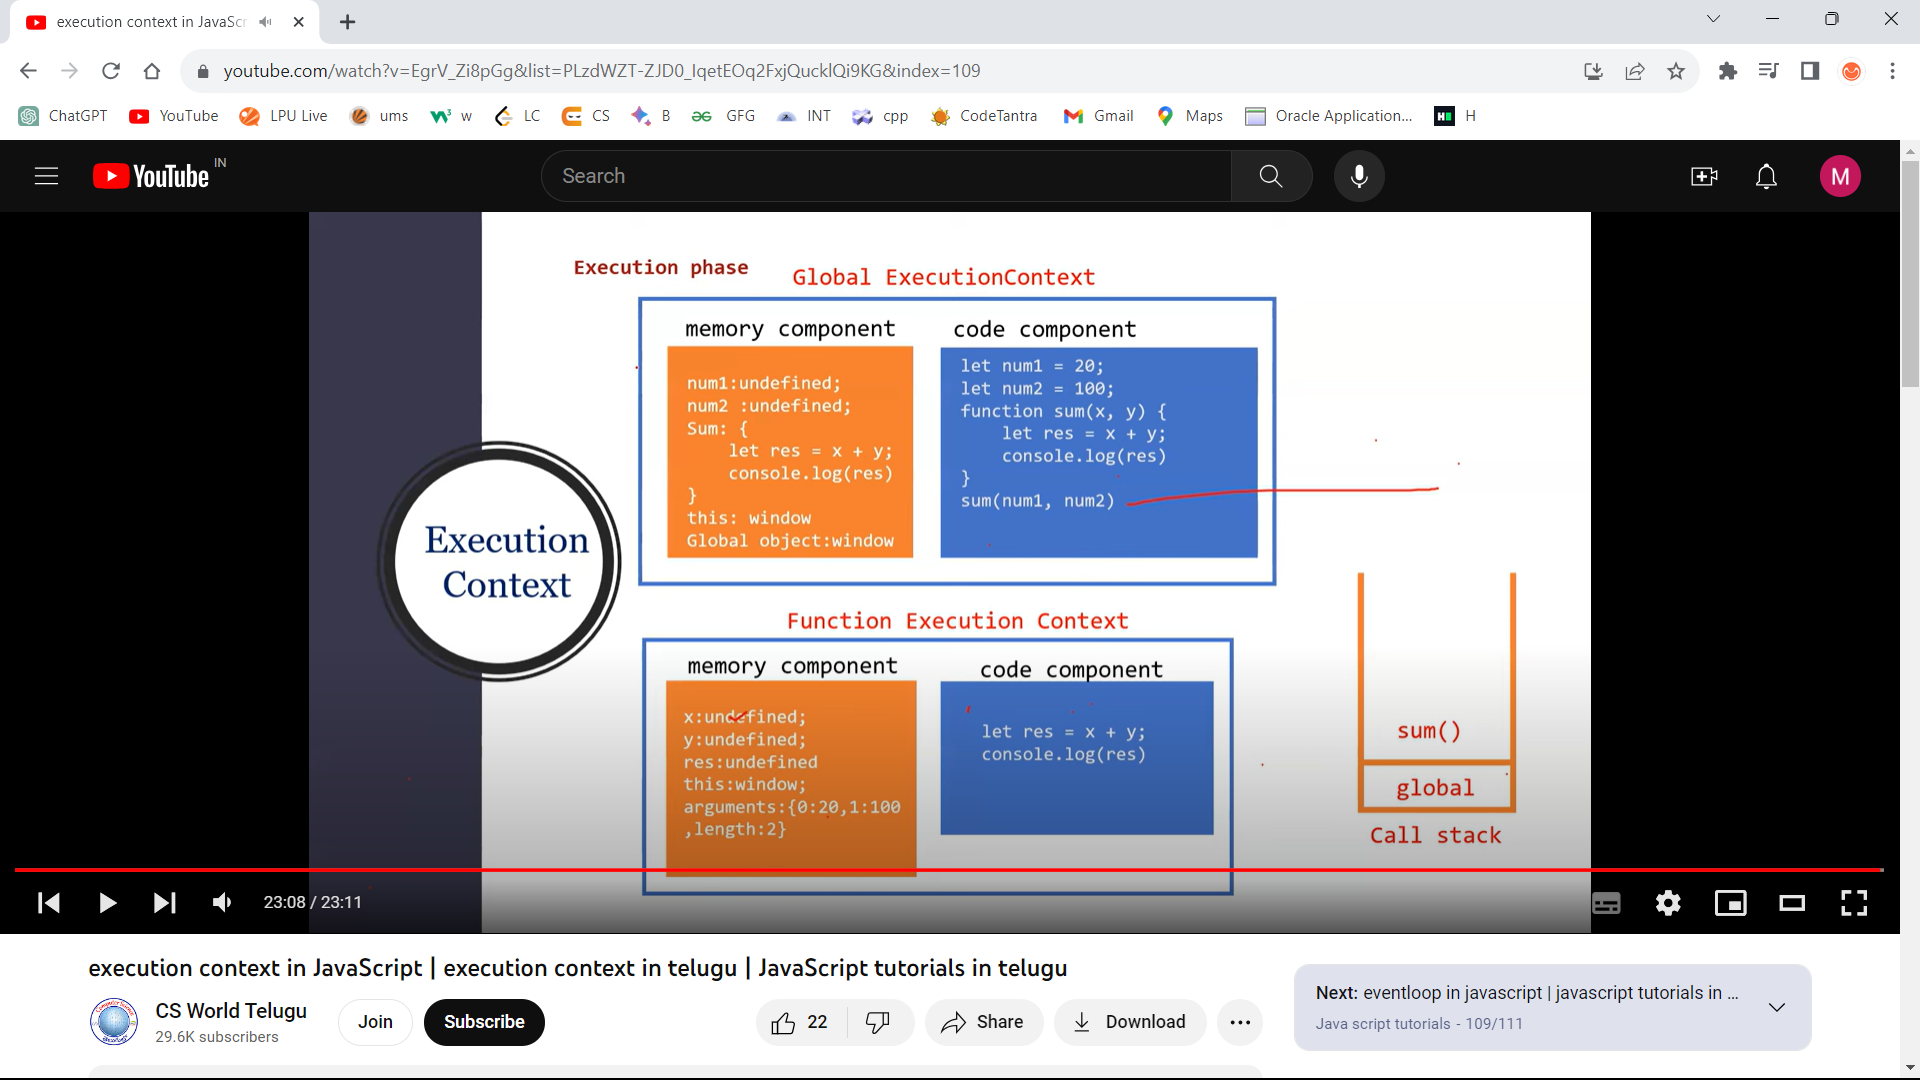 execution context in JavaScr
youtube.com/watch?v=EgrV_Zi8pGg&list=PLzdWZT-ZJD0_IqetEOq2FxjQucklQi9KG&index=109
ChatGPT YouTube LPU Live ums w LC CS B GFG INT cpp CodeTantra Gmail Maps Oracle Application... H
YouTube IN
Search
M
Execution phase
Global ExecutionContext
memory component
num1:undefined;
num2 :undefined;
Sum: {
let res = x + y;
console.log(res)
}
this: window
Global object:window
code component
let num1 = 20;
let num2 = 100;
function sum(x, y) {
let res = x + y;
console.log(res)
}
sum(num1, num2)
Execution
Context
Function Execution Context
memory component
x:undefined;
y:undefined;
res:undefined
this:window;
arguments:{0:20,1:100
,length:2}
code component
let res = x + y;
console.log(res)
sum()
global
Call stack
23:08 / 23:11
execution context in JavaScript | execution context in telugu | JavaScript tutorials in telugu
CS World Telugu
29.6K subscribers
Join
Subscribe
22
Share
Download
Next: eventloop in javascript | javascript tutorials in ...
Java script tutorials - 109/111